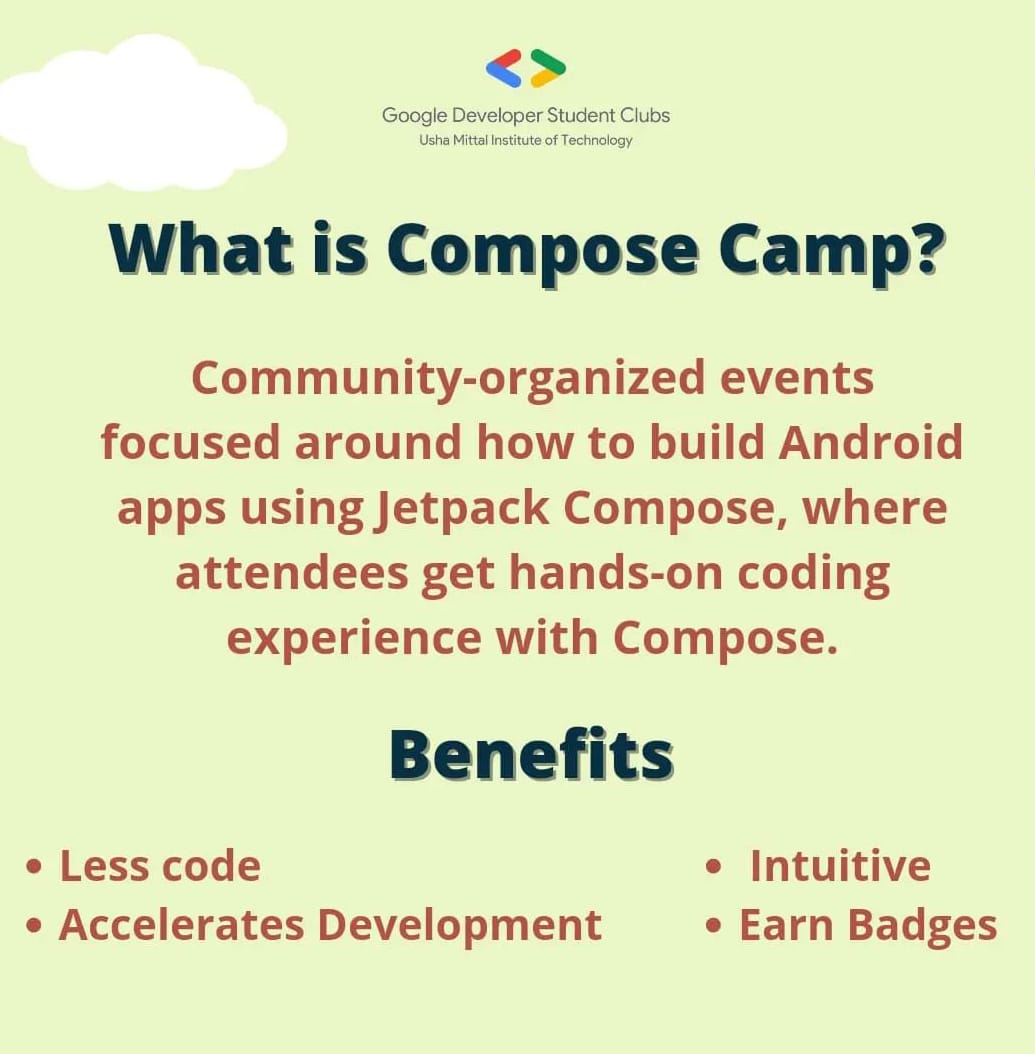 Google Developer Student Clubs
Usha Mittal Institute of Technology
What is Compose Camp?
Community-organized events
focused around how to build Android
apps using Jetpack Compose, where
attendees get hands-on coding
experience with Compose.
Benefits
• Less code
• Accelerates Development
• Intuitive
• Earn Badges